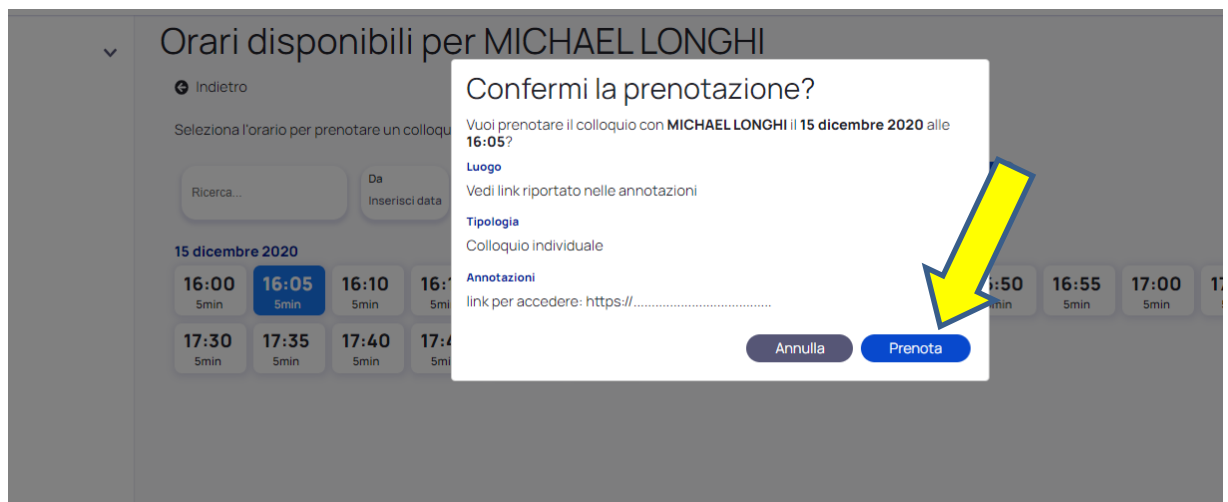 Orari disponibili per MICHAEL LONGHI
Indietro
Seleziona l'orario per prenotare un colloqu
Ricerca...
Da
Inserisci data
15 dicembre 2020
16:00
5min
16:05
5min
16:10
5min
16:55
5min
17:00
5min
17:30
5min
17:35
5min
17:40
5min
Confermi la prenotazione?
Vuoi prenotare il colloquio con MICHAEL LONGHI il 15 dicembre 2020 alle
16:05?
Luogo
Vedi link riportato nelle annotazioni
Tipologia
Colloquio individuale
Annotazioni
link per accedere: https://......................................
Annulla
Prenota